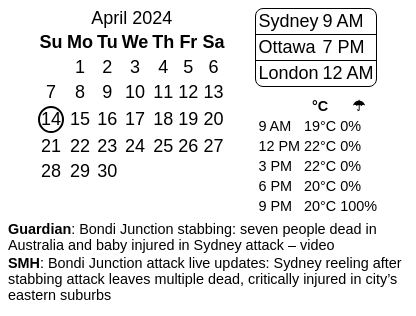 April 2024
Su Mo Tu We Th Fr Sa
1 2 3 4 5 6
7 8 9 10 11 12 13
14 15 16 17 18 19 20
21 22 23 24 25 26 27
28 29 30
Sydney 9 AM
Ottawa 7 PM
London 12 AM
°C ☂
9 AM 19°C 0%
12 PM 22°C 0%
3 PM 22°C 0%
6 PM 20°C 0%
9 PM 20°C 100%
Guardian: Bondi Junction stabbing: seven people dead in
Australia and baby injured in Sydney attack – video
SMH: Bondi Junction attack live updates: Sydney reeling after
stabbing attack leaves multiple dead, critically injured in city's
eastern suburbs